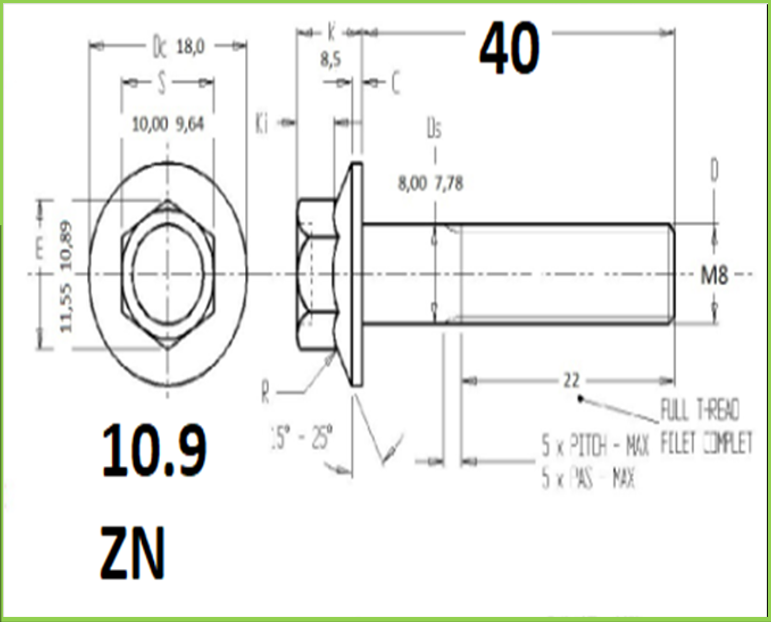 Dc 18,0
S
10,00 9,64
K
8,5
40
C
Ki
Ds
8,00 7,78
D
E
11,55 10,89
M8
R
15° - 25°
22
FULL THREAD
FILET COMPLET
5 x PITCH - MAX
5 x PAS - MAX
10.9
ZN